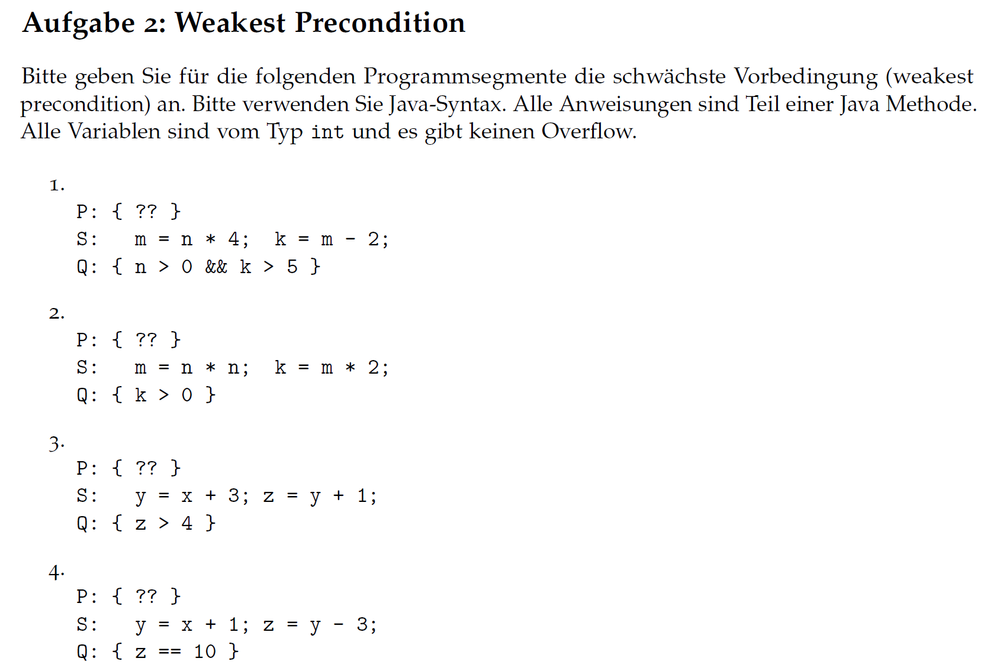 Aufgabe 2: Weakest Precondition
Bitte geben Sie für die folgenden Programmsegmente die schwächste Vorbedingung (weakest
precondition) an. Bitte verwenden Sie Java-Syntax. Alle Anweisungen sind Teil einer Java Methode.
Alle Variablen sind vom Typ int und es gibt keinen Overflow.
1.
P: { ?? }
S:   m = n * 4;  k = m - 2;
Q: { n > 0 && k > 5 }
2.
P: { ?? }
S:   m = n * n;  k = m * 2;
Q: { k > 0 }
3.
P: { ?? }
S:   y = x + 3; z = y + 1;
Q: { z > 4 }
4.
P: { ?? }
S:   y = x + 1; z = y - 3;
Q: { z == 10 }